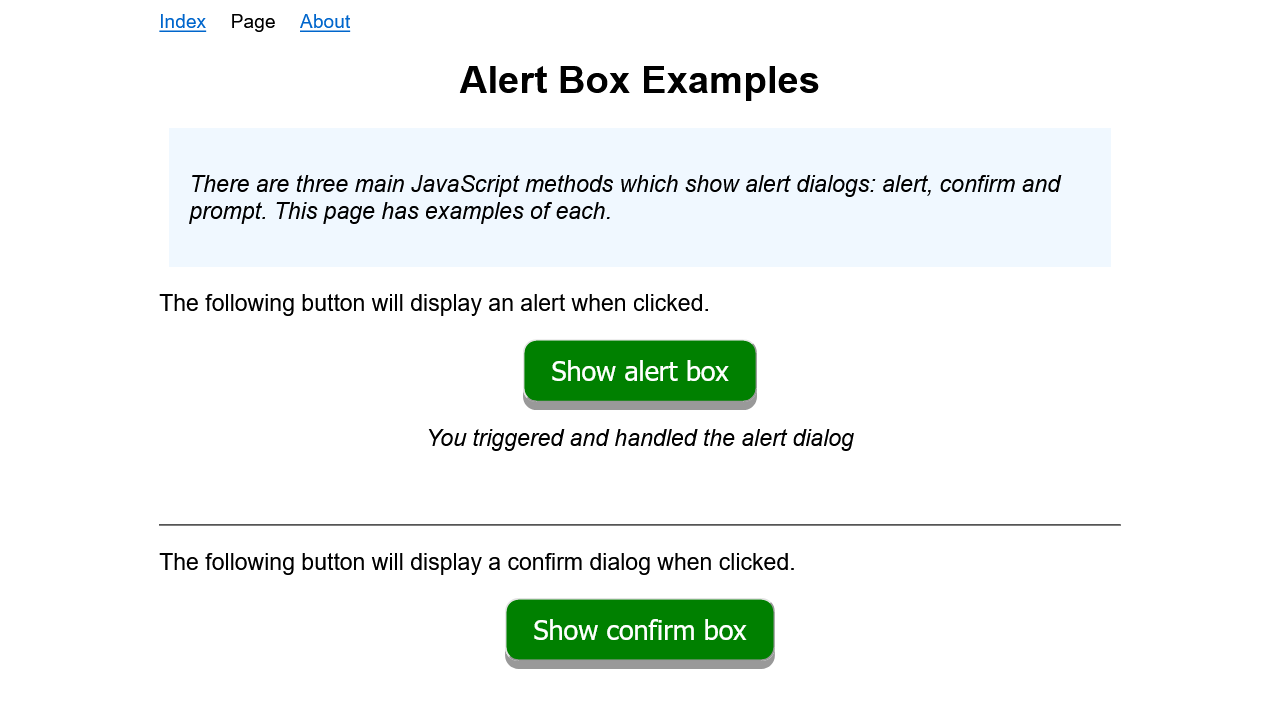 Index Page About
Alert Box Examples
There are three main JavaScript methods which show alert dialogs: alert, confirm and
prompt. This page has examples of each.
The following button will display an alert when clicked.
Show alert box
You triggered and handled the alert dialog
The following button will display a confirm dialog when clicked.
Show confirm box